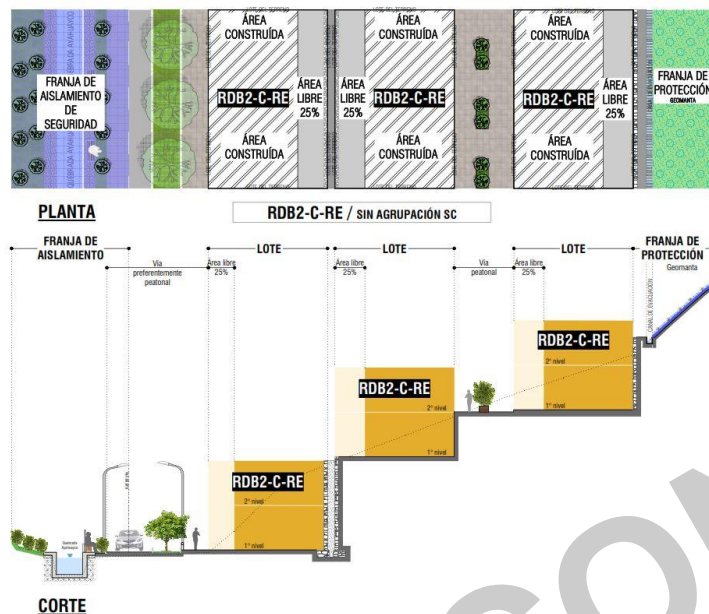 FRANJA DE
AISLAMIENTO
DE
SEGURIDAD
ÁREA
CONSTRUÍDA
RDB2-C-RE
ÁREA
CONSTRUÍDA
ÁREA
LIBRE
25%
ÁREA
LIBRE
25%
ÁREA
CONSTRUÍDA
RDB2-C-RE
ÁREA
CONSTRUÍDA
ÁREA
CONSTRUÍDA
RDB2-C-RE
ÁREA
CONSTRUÍDA
ÁREA
LIBRE
25%
FRANJA DE
PROTECCIÓN
GEOMANTA
PLANTA
RDB2-C-RE / SIN AGRUPACIÓN SC
FRANJA DE
AISLAMIENTO
LOTE
LOTE
LOTE
FRANJA DE
PROTECCIÓN
Geomanta
Vía
preferentemente
peatonal
Área libre
25%
Área libre
25%
Vía
peatonal
Área libre
25%
CANAL DE EVACUACIÓN
RDB2-C-RE
2° nivel
1° nivel
RDB2-C-RE
2° nivel
1° nivel
RDB2-C-RE
2° nivel
1° nivel
CORTE